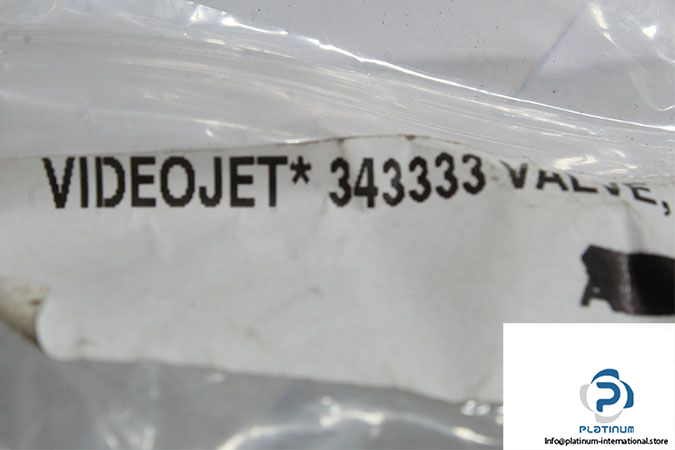 VIDEOJET* 343333 VALVE,
A
PLATINUM
Info@platinum-international.store